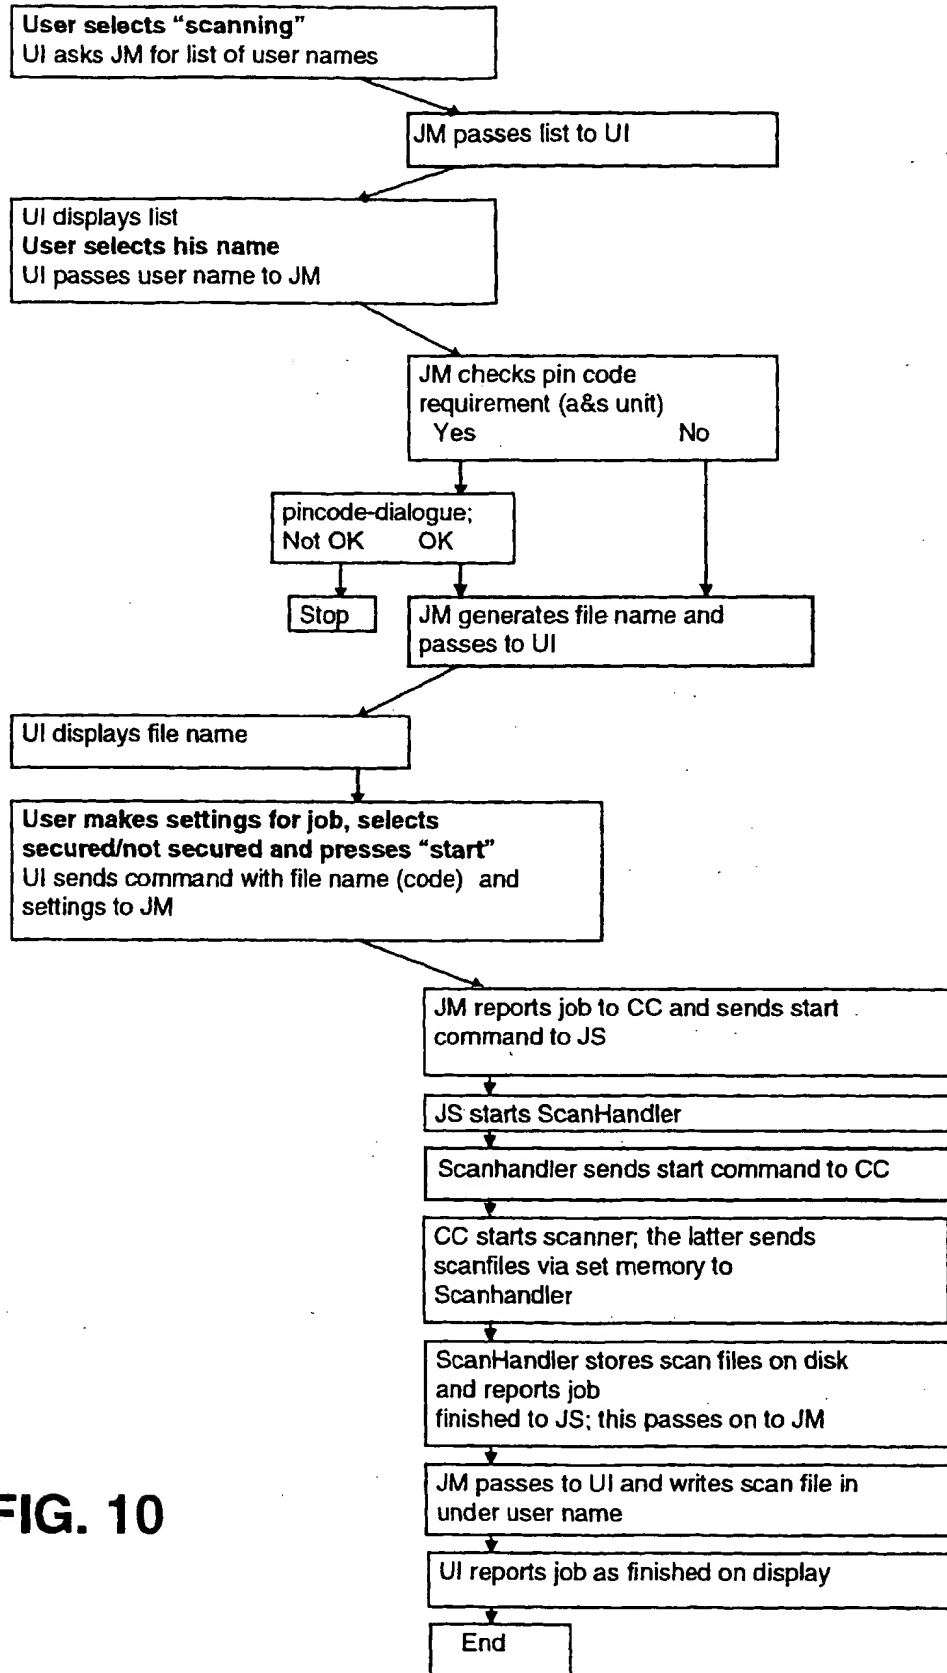 User selects “scanning”
UI asks JM for list of user names
JM passes list to UI
UI displays list
User selects his name
UI passes user name to JM
JM checks pin code
requirement (a&s unit)
Yes No
pincode-dialogue;
Not OK OK
Stop
JM generates file name and
passes to UI
UI displays file name
User makes settings for job, selects
secured/not secured and presses “start”
UI sends command with file name (code) and
settings to JM
JM reports job to CC and sends start
command to JS
JS starts ScanHandler
Scanhandler sends start command to CC
CC starts scanner; the latter sends
scanfiles via set memory to
Scanhandler
ScanHandler stores scan files on disk
and reports job
finished to JS; this passes on to JM
JM passes to UI and writes scan file in
under user name
UI reports job as finished on display
End
FIG. 10